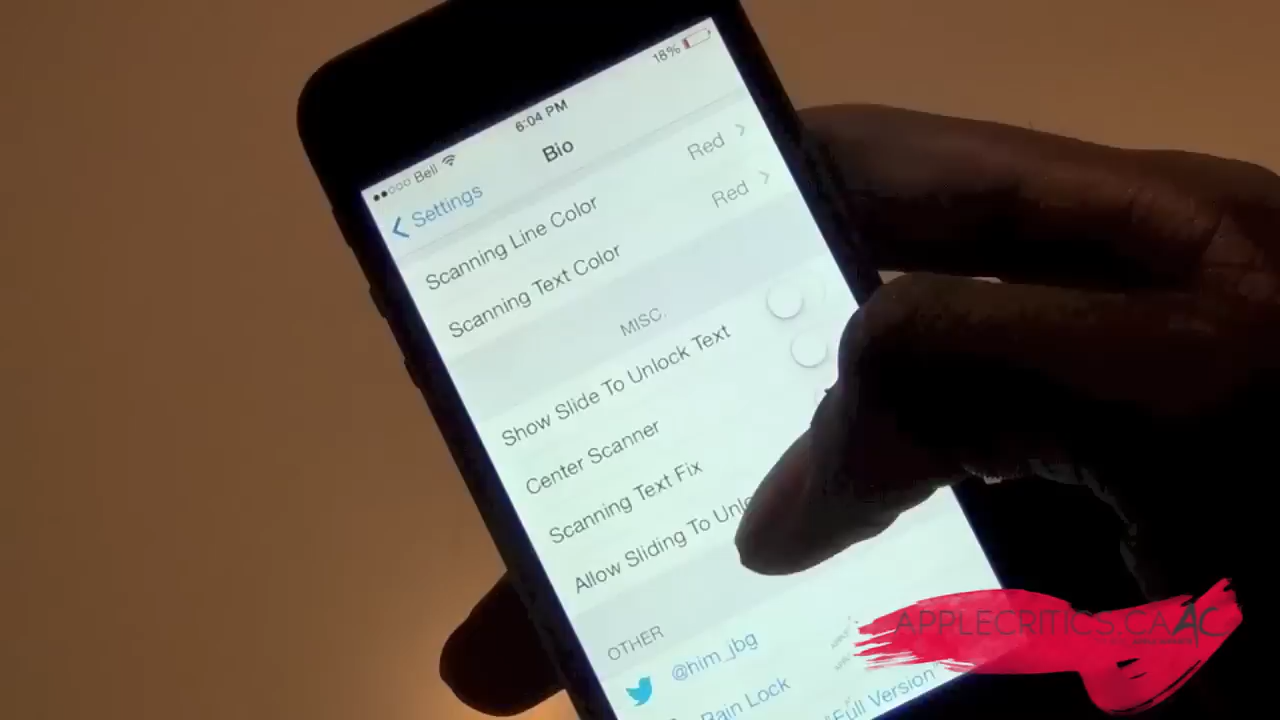 Bell 6:04 PM 18%
Settings Bio
Scanning Line Color Red
Scanning Text Color Red
MISC.
Show Slide To Unlock Text
Center Scanner
Scanning Text Fix
Allow Sliding To
OTHER
@him_jbg
Rain Lock "Full Version"
APPLECRITICS.CA AC